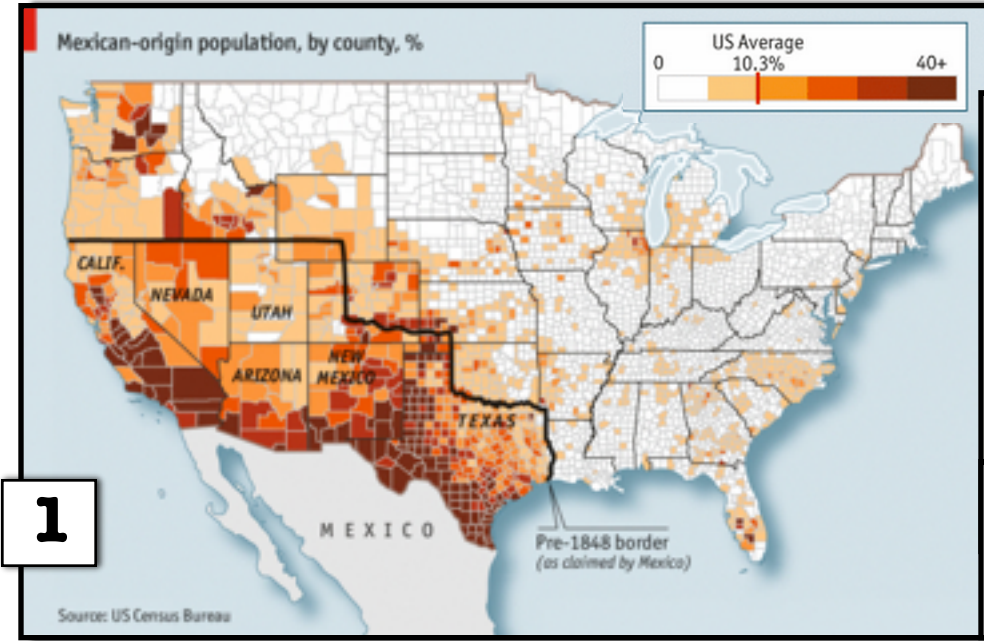 Mexican-origin population, by county, %
US Average
0 10.3% 40+
CALIF.
NEVADA
UTAH
ARIZONA
NEW
MEXICO
TEXAS
MEXICO
Pre-1848 border
(as claimed by Mexico)
1
Source: US Census Bureau